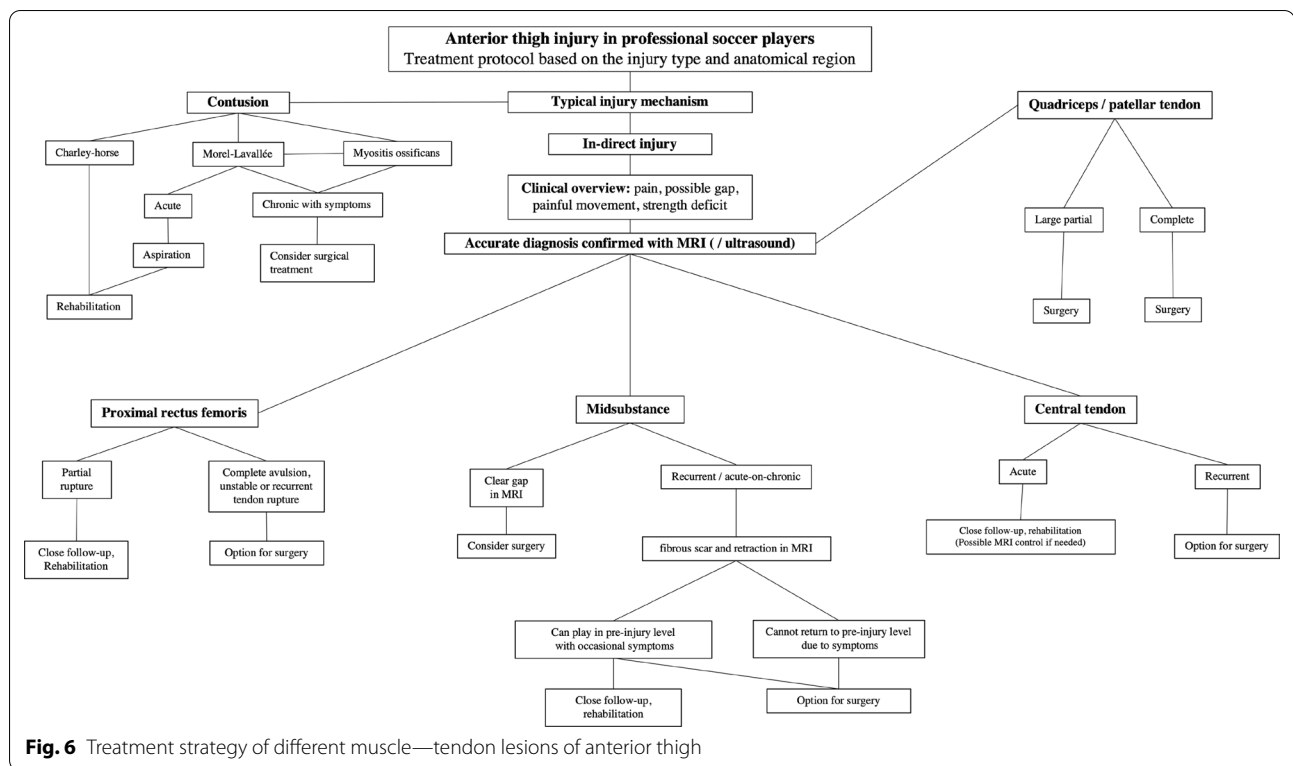 Anterior thigh injury in professional soccer players
Treatment protocol based on the injury type and anatomical region
Contusion
Typical injury mechanism
Quadriceps / patellar tendon
Charley-horse
Morel-Lavallée
Myositis ossificans
In-direct injury
Clinical overview: pain, possible gap,
painful movement, strength deficit
Acute
Chronic with symptoms
Large partial
Complete
Accurate diagnosis confirmed with MRI ( / ultrasound)
Aspiration
Consider surgical
treatment
Rehabilitation
Surgery
Surgery
Proximal rectus femoris
Midsubstance
Central tendon
Partial
rupture
Complete avulsion,
unstable or recurrent
tendon rupture
Clear gap
in MRI
Recurrent / acute-on-chronic
Acute
Recurrent
Close follow-up,
Rehabilitation
Option for surgery
Consider surgery
fibrous scar and retraction in MRI
Close follow-up, rehabilitation
(Possible MRI control if needed)
Option for surgery
Can play in pre-injury level
with occasional symptoms
Cannot return to pre-injury level
due to symptoms
Close follow-up,
rehabilitation
Option for surgery
Fig. 6 Treatment strategy of different muscle—tendon lesions of anterior thigh